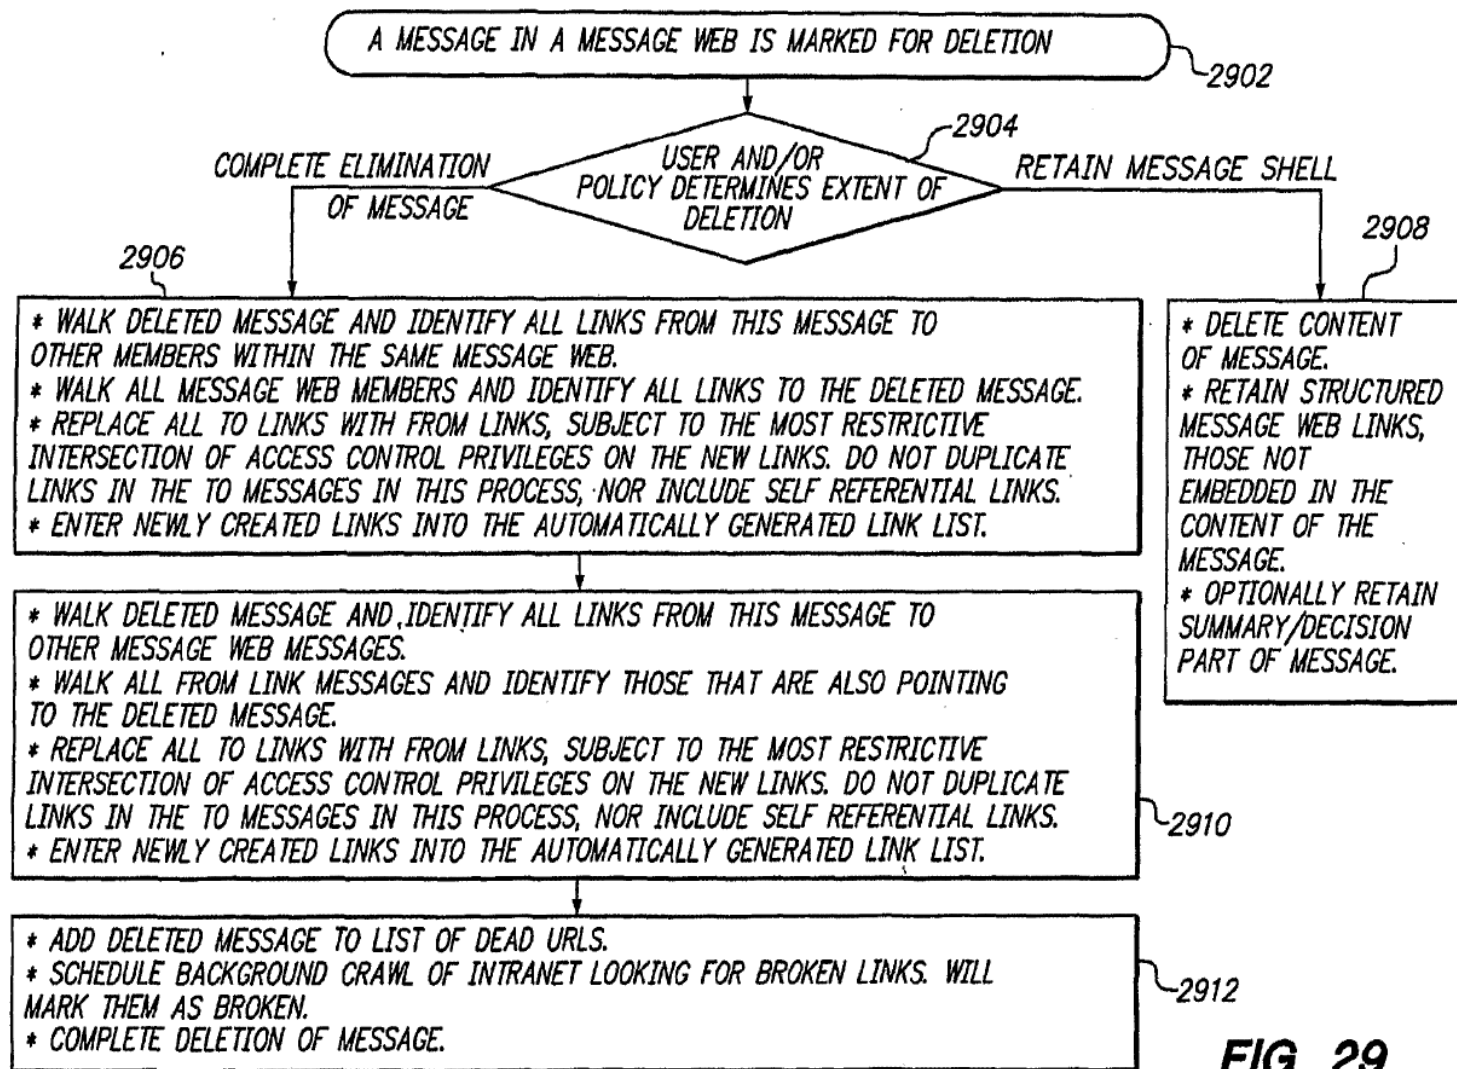 A MESSAGE IN A MESSAGE WEB IS MARKED FOR DELETION
2902
2904
USER AND/OR
POLICY DETERMINES EXTENT OF
DELETION
COMPLETE ELIMINATION
OF MESSAGE
RETAIN MESSAGE SHELL
2906
* WALK DELETED MESSAGE AND IDENTIFY ALL LINKS FROM THIS MESSAGE TO
OTHER MEMBERS WITHIN THE SAME MESSAGE WEB.
* WALK ALL MESSAGE WEB MEMBERS AND IDENTIFY ALL LINKS TO THE DELETED MESSAGE.
* REPLACE ALL TO LINKS WITH FROM LINKS, SUBJECT TO THE MOST RESTRICTIVE
INTERSECTION OF ACCESS CONTROL PRIVILEGES ON THE NEW LINKS. DO NOT DUPLICATE
LINKS IN THE TO MESSAGES IN THIS PROCESS, NOR INCLUDE SELF REFERENTIAL LINKS.
* ENTER NEWLY CREATED LINKS INTO THE AUTOMATICALLY GENERATED LINK LIST.
2908
* DELETE CONTENT
OF MESSAGE.
* RETAIN STRUCTURED
MESSAGE WEB LINKS,
THOSE NOT
EMBEDDED IN THE
CONTENT OF THE
MESSAGE.
* OPTIONALLY RETAIN
SUMMARY/DECISION
PART OF MESSAGE.
* WALK DELETED MESSAGE AND IDENTIFY ALL LINKS FROM THIS MESSAGE TO
OTHER MESSAGE WEB MESSAGES.
* WALK ALL FROM LINK MESSAGES AND IDENTIFY THOSE THAT ARE ALSO POINTING
TO THE DELETED MESSAGE.
* REPLACE ALL TO LINKS WITH FROM LINKS, SUBJECT TO THE MOST RESTRICTIVE
INTERSECTION OF ACCESS CONTROL PRIVILEGES ON THE NEW LINKS. DO NOT DUPLICATE
LINKS IN THE TO MESSAGES IN THIS PROCESS, NOR INCLUDE SELF REFERENTIAL LINKS.
* ENTER NEWLY CREATED LINKS INTO THE AUTOMATICALLY GENERATED LINK LIST.
2910
* ADD DELETED MESSAGE TO LIST OF DEAD URLS.
* SCHEDULE BACKGROUND CRAWL OF INTRANET LOOKING FOR BROKEN LINKS. WILL
MARK THEM AS BROKEN.
* COMPLETE DELETION OF MESSAGE.
2912
FIG. 29